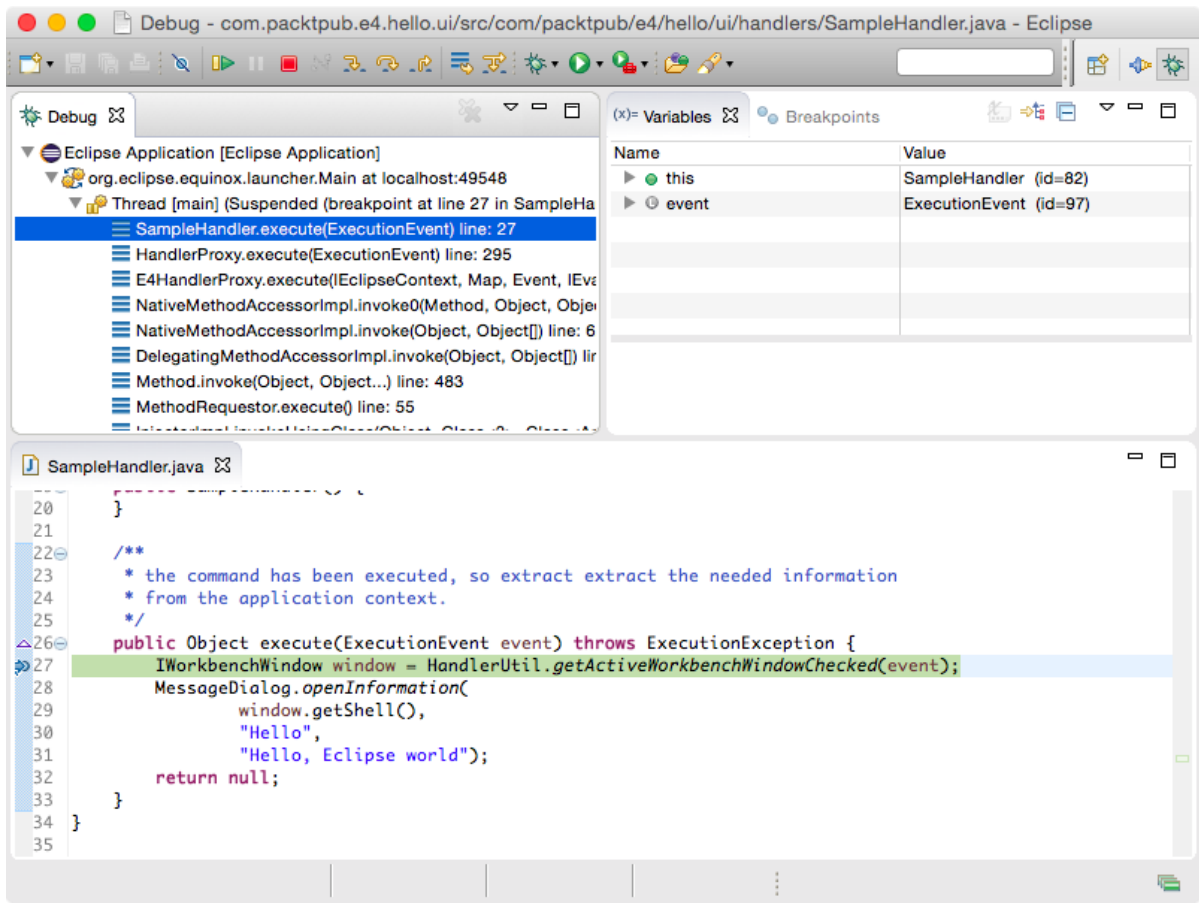 Debug - com.packtpub.e4.hello.ui/src/com/packtpub/e4/hello/ui/handlers/SampleHandler.java - Eclipse
Debug
Eclipse Application [Eclipse Application]
org.eclipse.equinox.launcher.Main at localhost:49548
Thread [main] (Suspended (breakpoint at line 27 in SampleHa
SampleHandler.execute(ExecutionEvent) line: 27
HandlerProxy.execute(ExecutionEvent) line: 295
E4HandlerProxy.execute(IEclipseContext, Map, Event, IEva
NativeMethodAccessorImpl.invoke0(Method, Object, Obje
NativeMethodAccessorImpl.invoke(Object, Object[]) line: 6
DelegatingMethodAccessorImpl.invoke(Object, Object[]) lin
Method.invoke(Object, Object...) line: 483
MethodRequestor.execute() line: 55
(x)= Variables Breakpoints
Name Value
this SampleHandler (id=82)
event ExecutionEvent (id=97)
SampleHandler.java
20 }
21
22 /**
23 * the command has been executed, so extract extract the needed information
24 * from the application context.
25 */
26 public Object execute(ExecutionEvent event) throws ExecutionException {
27 IWorkbenchWindow window = HandlerUtil.getActiveWorkbenchWindowChecked(event);
28 MessageDialog.openInformation(
29 window.getShell(),
30 "Hello",
31 "Hello, Eclipse world");
32 return null;
33 }
34 }
35